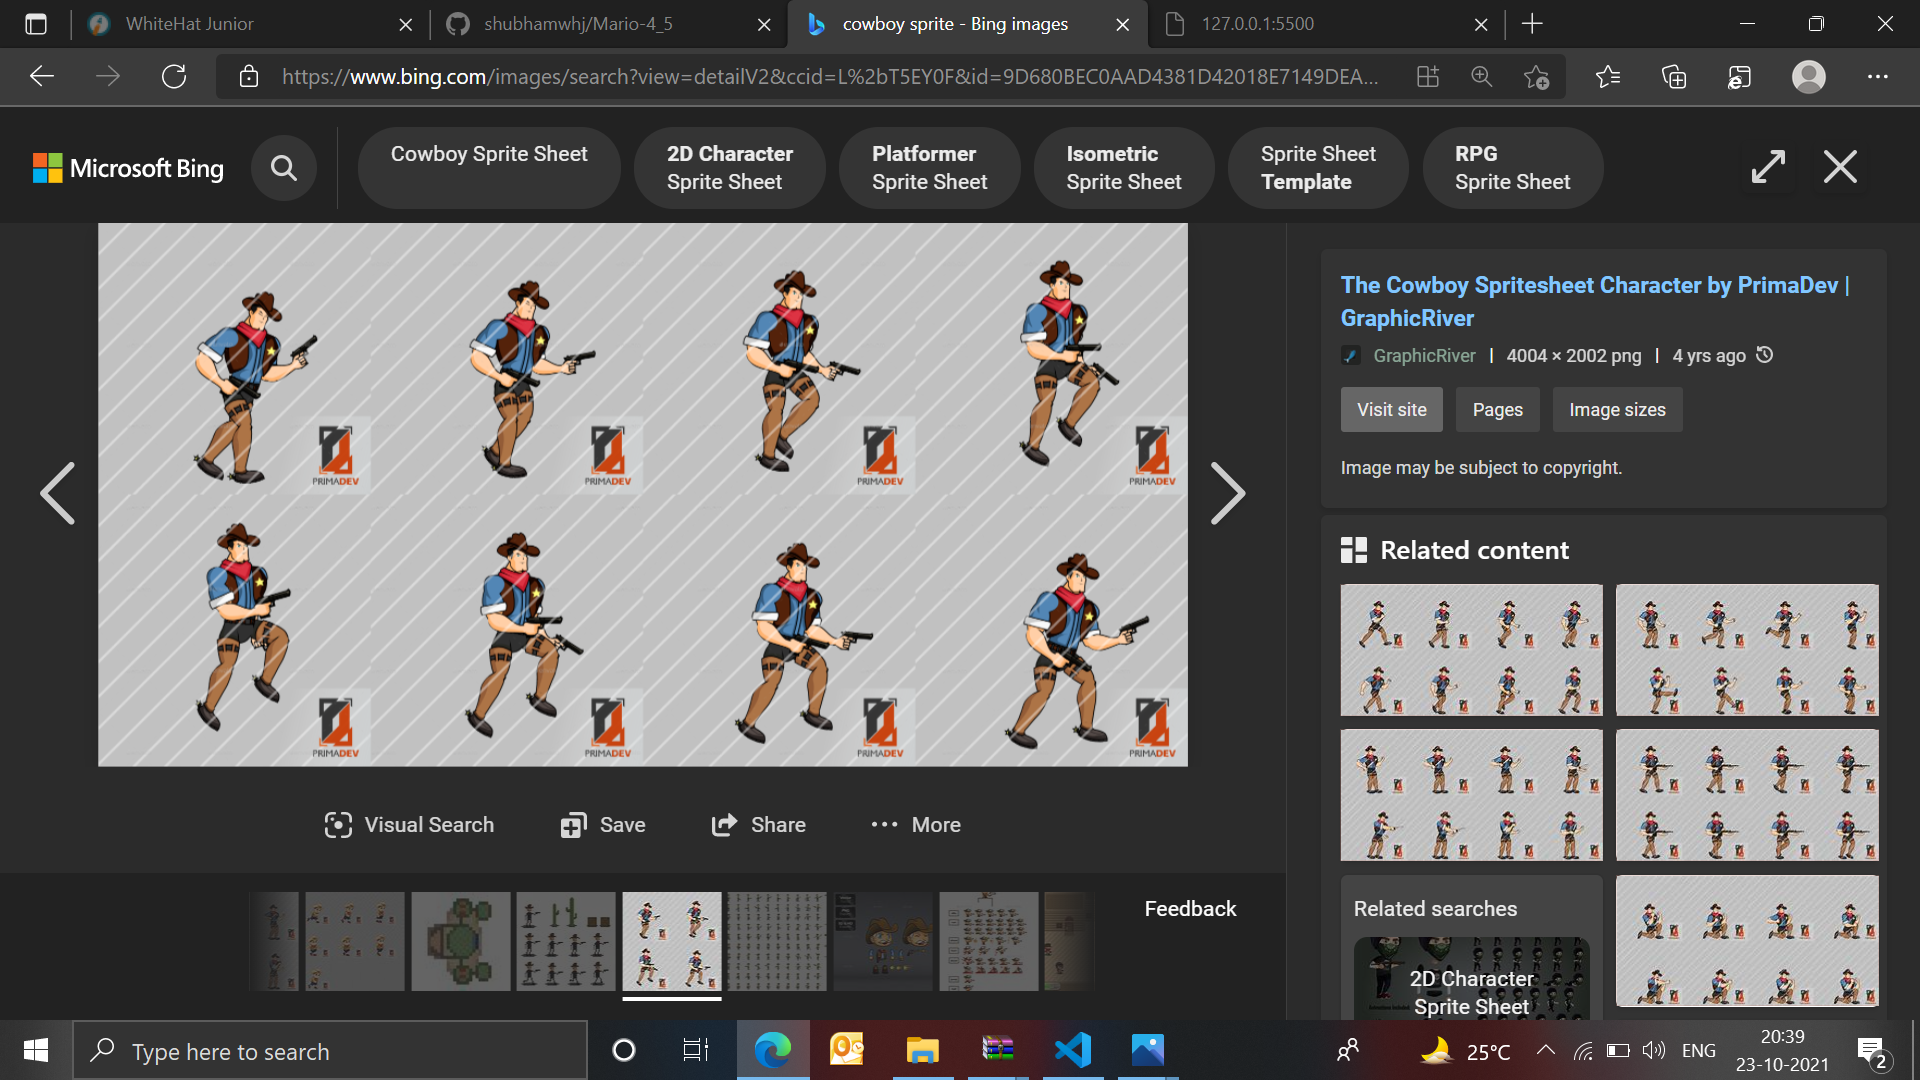 WhiteHat Junior
shubhamwhj/Mario-4_5
cowboy sprite - Bing images
127.0.0.1:5500
https://www.bing.com/images/search?view=detailV2&ccid=L%2bT5EY0F&id=9D680BEC0AAD4381D42018E7149DEA...
Microsoft Bing
Cowboy Sprite Sheet
2D Character
Sprite Sheet
Platformer
Sprite Sheet
Isometric
Sprite Sheet
Sprite Sheet
Template
RPG
Sprite Sheet
PRIMADEV
PRIMADEV
PRIMADEV
PRIMADEV
PRIMADEV
PRIMADEV
PRIMADEV
PRIMADEV
The Cowboy Spritesheet Character by PrimaDev |
GraphicRiver
GraphicRiver | 4004 × 2002 png | 4 yrs ago
Visit site
Pages
Image sizes
Image may be subject to copyright.
Related content
Related searches
2D Character
Sprite Sheet
Visual Search
Save
Share
More
Feedback
Type here to search
25°C
ENG
20:39
23-10-2021
2